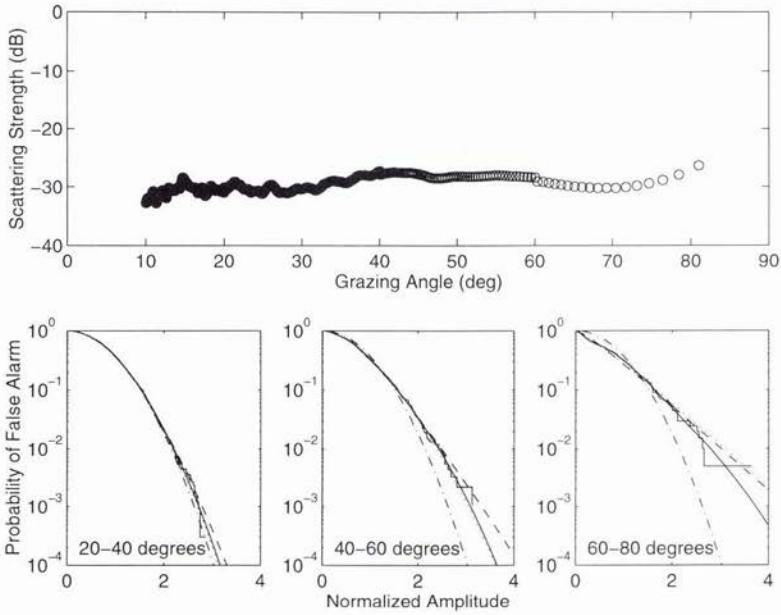 Scattering Strength (dB)
0
−10
−20
−30
−40
0 10 20 30 40 50 60 70 80 90
Grazing Angle (deg)
Probability of False Alarm
10^0
10^-1
10^-2
10^-3
10^-4
20−40 degrees
0 2 4
10^0
10^-1
10^-2
10^-3
10^-4
40−60 degrees
0 2 4
10^0
10^-1
10^-2
10^-3
10^-4
60−80 degrees
0 2 4
Normalized Amplitude